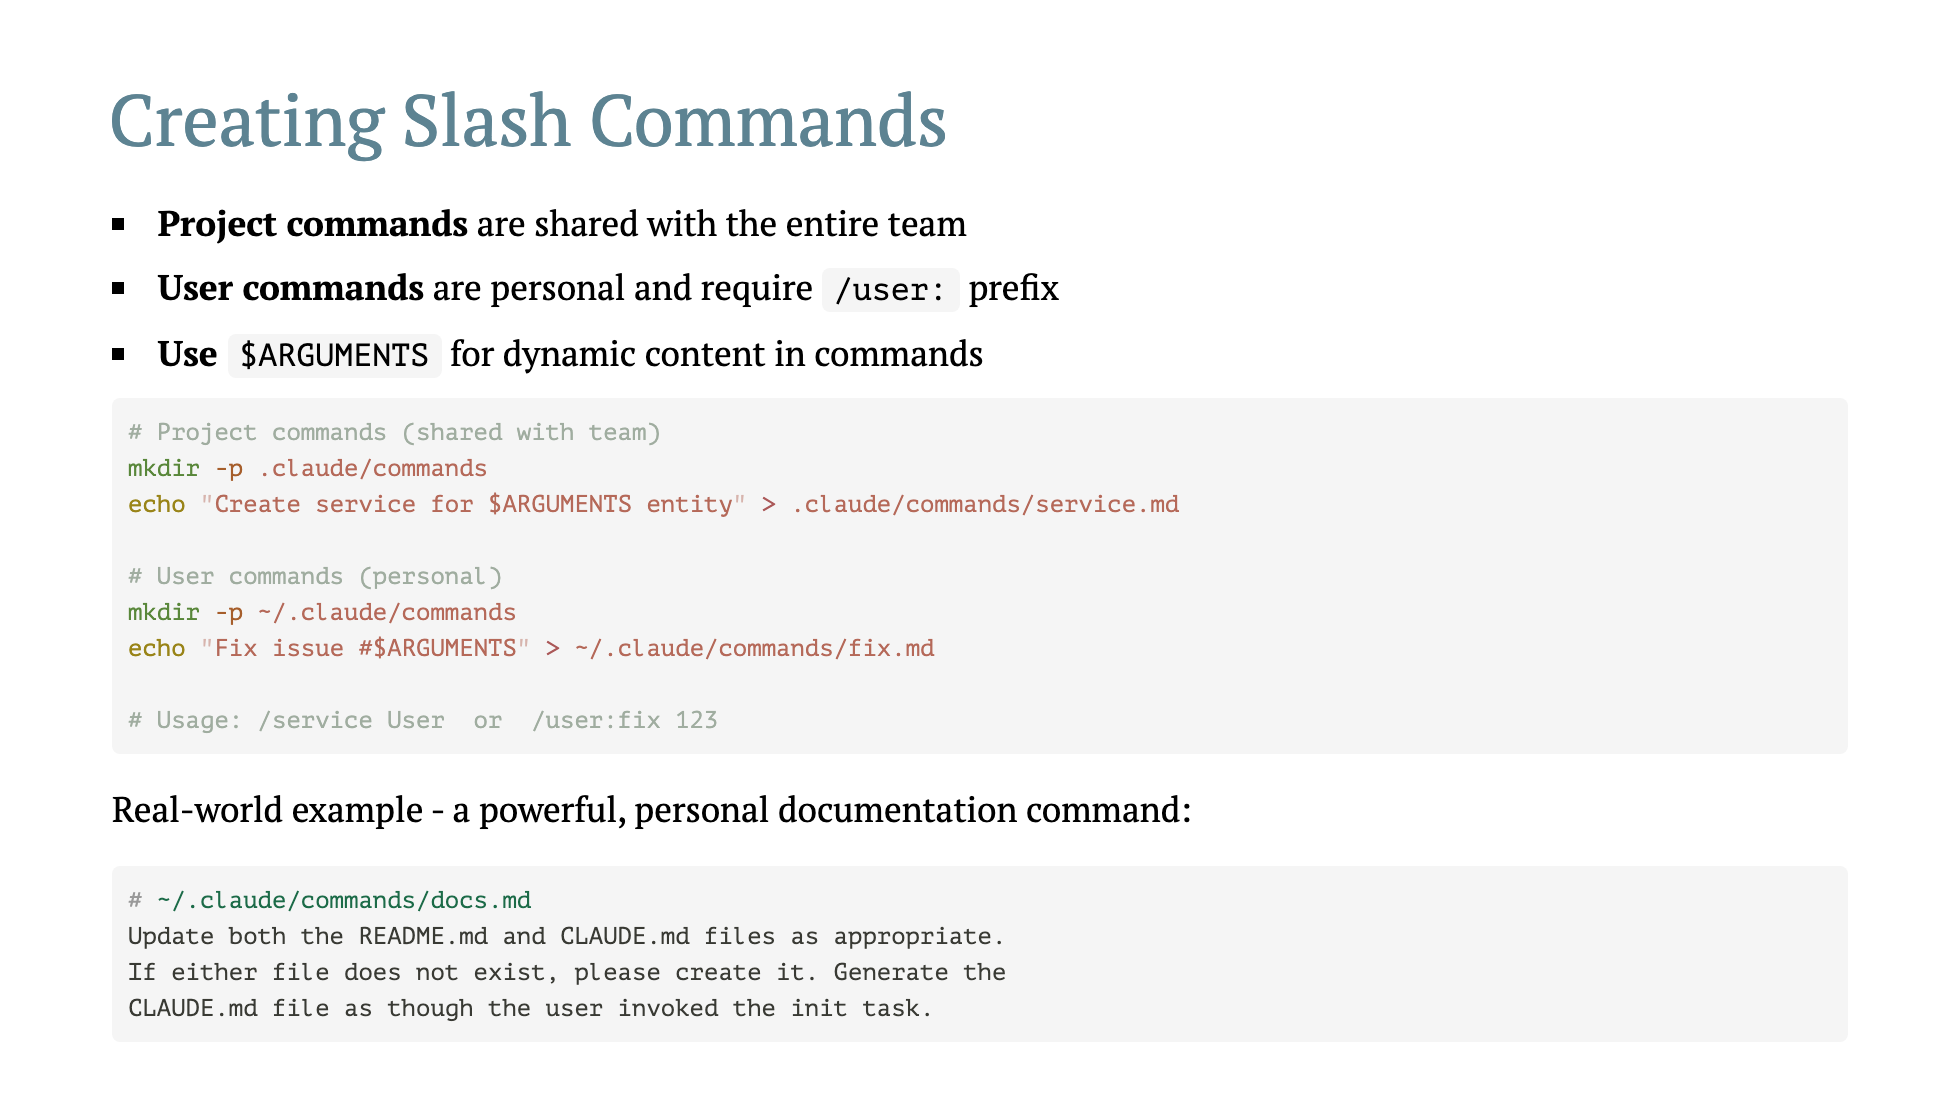 Creating Slash Commands
Project commands are shared with the entire team
User commands are personal and require /user: prefix
Use $ARGUMENTS for dynamic content in commands
# Project commands (shared with team)
mkdir -p .claude/commands
echo "Create service for $ARGUMENTS entity" > .claude/commands/service.md
# User commands (personal)
mkdir -p ~/.claude/commands
echo "Fix issue #$ARGUMENTS" > ~/.claude/commands/fix.md
# Usage: /service User  or  /user:fix 123
Real-world example - a powerful, personal documentation command:
# ~/.claude/commands/docs.md
Update both the README.md and CLAUDE.md files as appropriate.
If either file does not exist, please create it. Generate the
CLAUDE.md file as though the user invoked the init task.